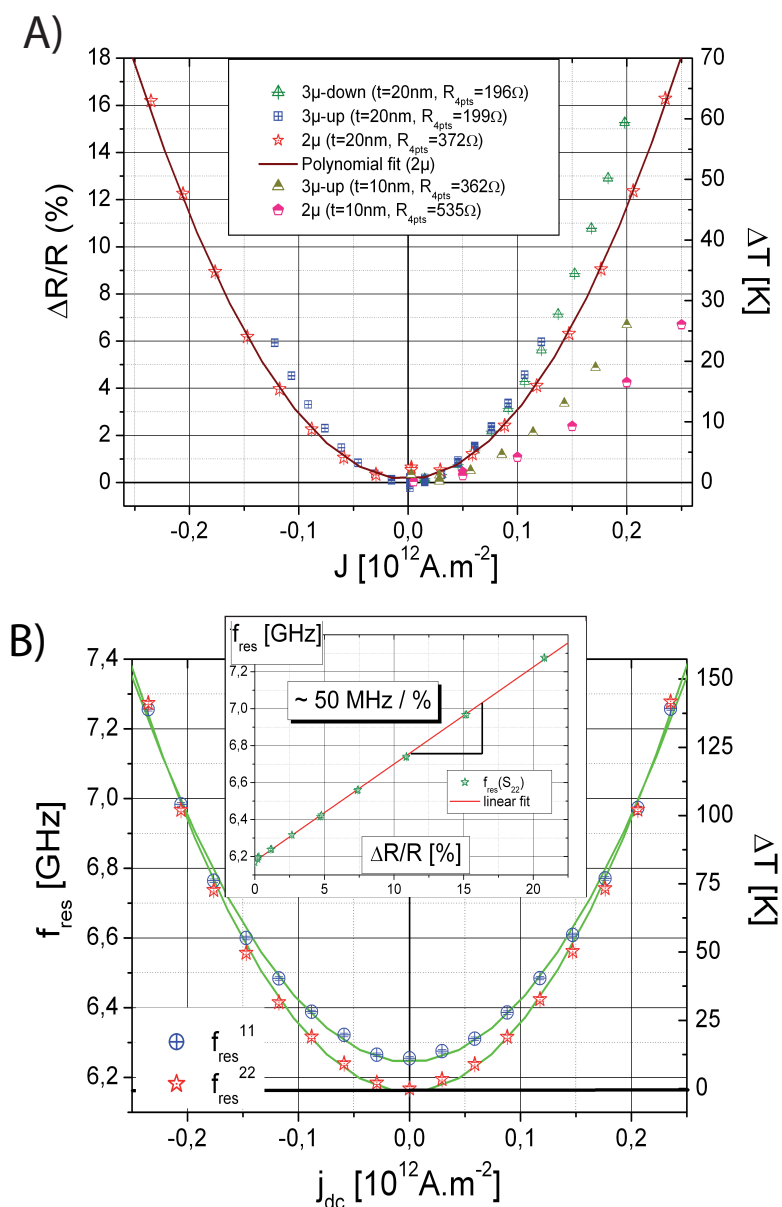 A)
18
16
14
12
10
8
6
4
2
0
ΔR/R (%)
70
60
50
40
30
20
10
0
ΔT [K]
3μ-down (t=20nm, R4pts=196Ω)
3μ-up (t=20nm, R4pts=199Ω)
2μ (t=20nm, R4pts=372Ω)
Polynomial fit (2μ)
3μ-up (t=10nm, R4pts=362Ω)
2μ (t=10nm, R4pts=535Ω)
-0,2 -0,1 0,0 0,1 0,2
J [10¹²A.m⁻²]
B)
7,4
7,2
7,0
6,8
6,6
6,4
6,2
fres [GHz]
150
125
100
75
50
25
0
ΔT [K]
fres [GHz]
7,2
7,0
6,8
6,6
6,4
6,2
~ 50 MHz / %
fres(S22)
linear fit
ΔR/R [%]
0 5 10 15 20
fres¹¹
fres²²
-0,2 -0,1 0,0 0,1 0,2
jdc [10¹²A.m⁻²]